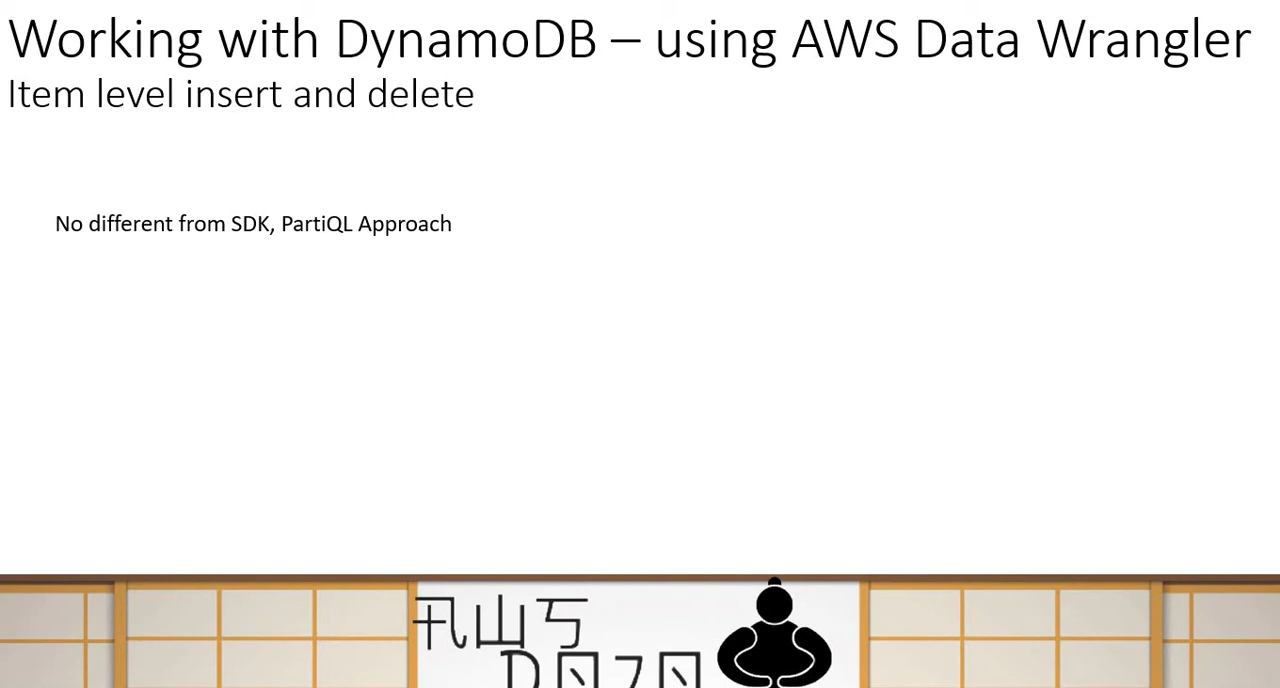 Working with DynamoDB – using AWS Data Wrangler
Item level insert and delete
No different from SDK, PartiQL Approach